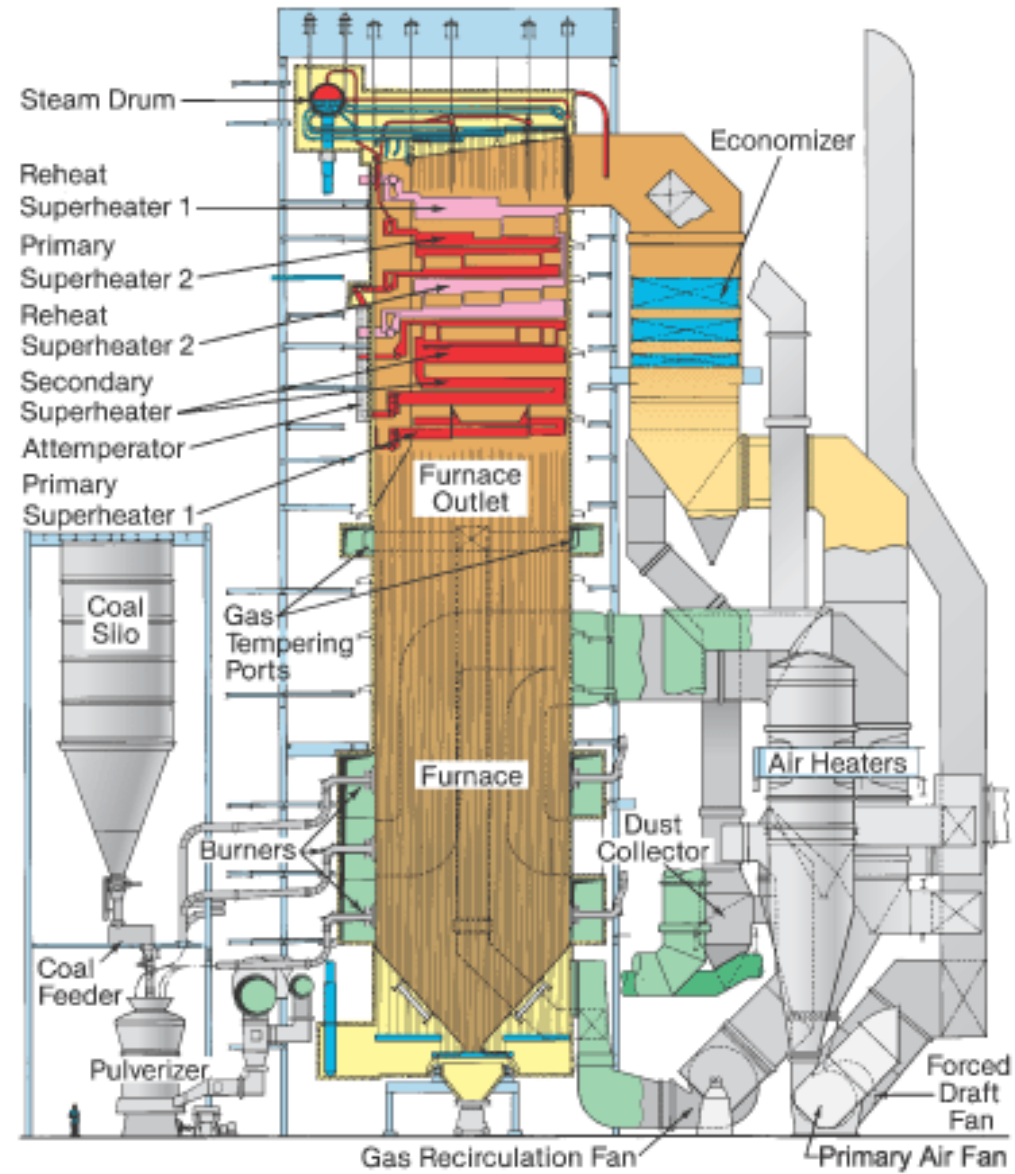 Steam Drum
Economizer
Reheat
Superheater 1
Primary
Superheater 2
Reheat
Superheater 2
Secondary
Superheater
Attemperator
Primary
Superheater 1
Furnace
Outlet
Coal
Silo
Gas
Tempering
Ports
Furnace
Air Heaters
Burners
Dust
Collector
Coal
Feeder
Pulverizer
Forced
Draft
Fan
Gas Recirculation Fan
Primary Air Fan